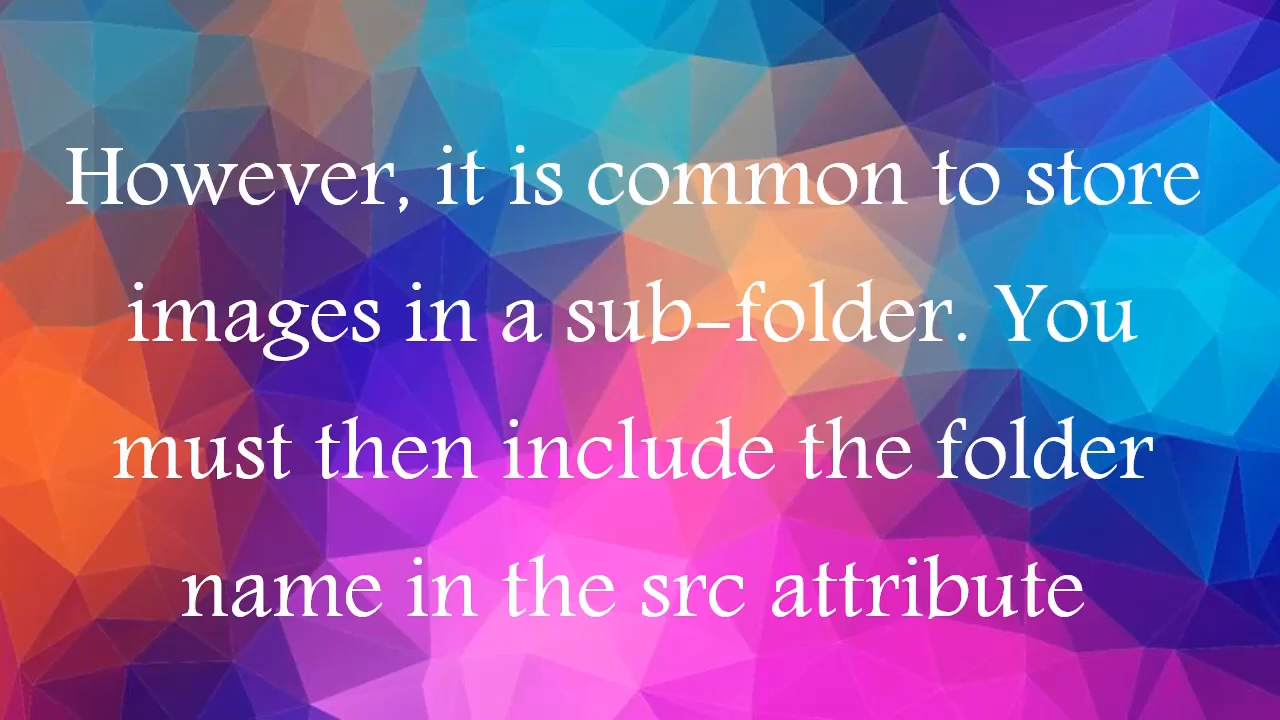 However, it is common to store
images in a sub-folder. You
must then include the folder
name in the src attribute